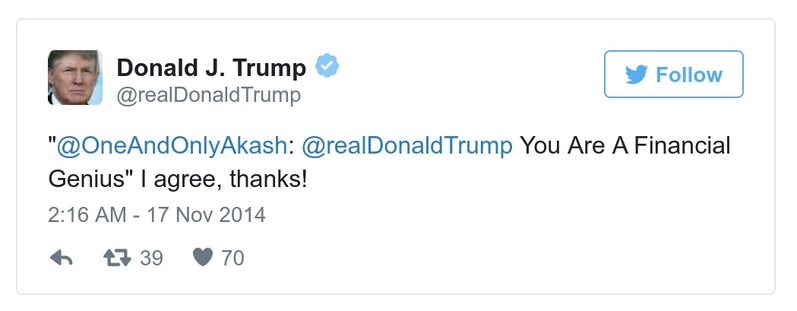 Donald J. Trump
@realDonaldTrump
Follow
"@OneAndOnlyAkash: @realDonaldTrump You Are A Financial
Genius" I agree, thanks!
2:16 AM - 17 Nov 2014
39 70